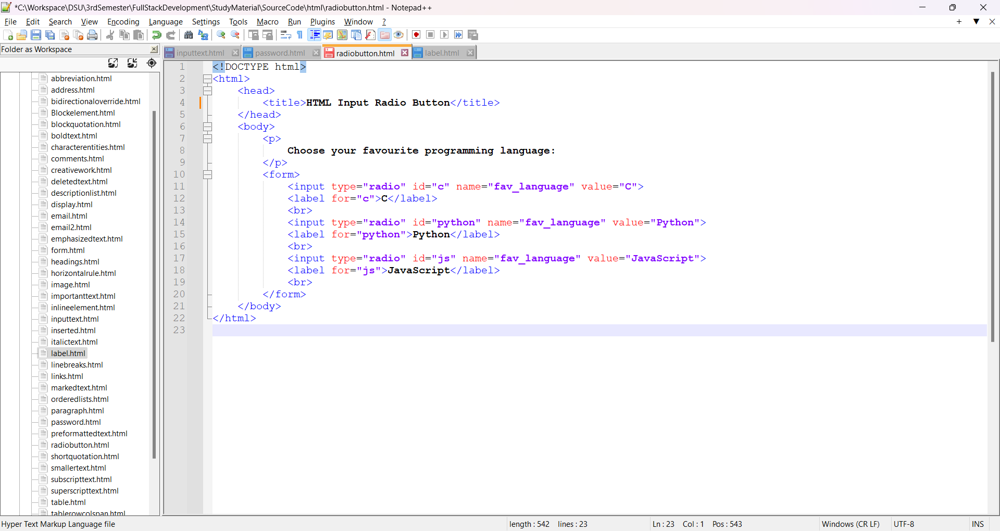 *C:\Workspace\DSU\3rdSemester\FullStackDevelopment\StudyMaterial\SourceCode\html\radiobutton.html - Notepad++
File Edit Search View Encoding Language Settings Tools Macro Run Plugins Window ?
Folder as Workspace
inputtext.html password.html radiobutton.html label.html
abbreviation.html
address.html
bidirectionaloverride.html
Blockelement.html
blockquotation.html
boldtext.html
characterentities.html
comments.html
creativework.html
deletedtext.html
descriptionlist.html
display.html
email.html
email2.html
emphasizedtext.html
form.html
headings.html
horizontalrule.html
image.html
importanttext.html
inlineelement.html
inputtext.html
inserted.html
italictext.html
label.html
linebreaks.html
links.html
markedtext.html
orderedlists.html
paragraph.html
password.html
preformattedtext.html
radiobutton.html
shortquotation.html
smallertext.html
subscripttext.html
superscripttext.html
table.html
tablerowcolspan.html
1 <!DOCTYPE html>
2 <html>
3 <head>
4 <title>HTML Input Radio Button</title>
5 </head>
6 <body>
7 <p>
8 Choose your favourite programming language:
9 </p>
10 <form>
11 <input type="radio" id="c" name="fav_language" value="C">
12 <label for="c">C</label>
13 <br>
14 <input type="radio" id="python" name="fav_language" value="Python">
15 <label for="python">Python</label>
16 <br>
17 <input type="radio" id="js" name="fav_language" value="JavaScript">
18 <label for="js">JavaScript</label>
19 <br>
20 </form>
21 </body>
22 </html>
23
Hyper Text Markup Language file length : 542 lines : 23 Ln : 23 Col : 1 Pos : 543 Windows (CR LF) UTF-8 INS